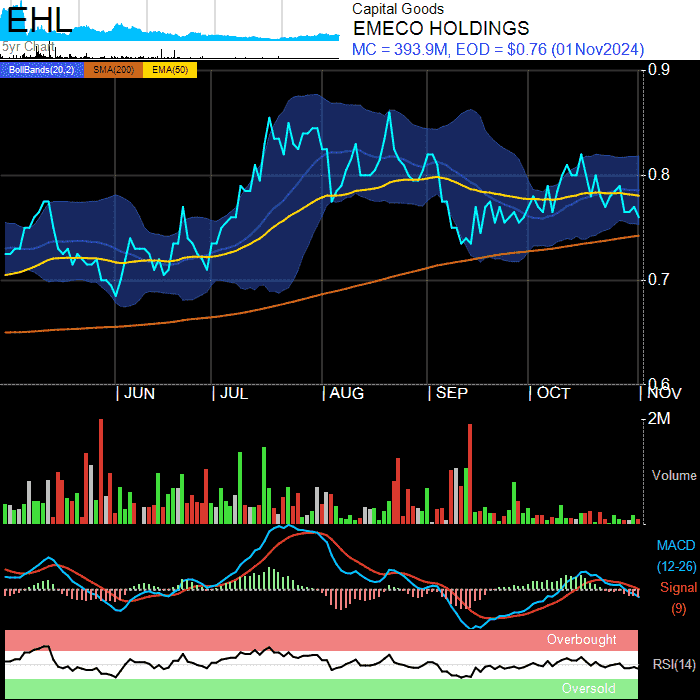 EHL
5yr Chart
Capital Goods
EMECO HOLDINGS
MC = 393.9M, EOD = $0.76 (01Nov2024)
BollBands(20,2) SMA(200) EMA(50)
0.9
0.8
0.7
0.6
| JUN | JUL | AUG | SEP | OCT | NOV
2M
Volume
MACD
(12-26)
Signal
(9)
Overbought
RSI(14)
Oversold